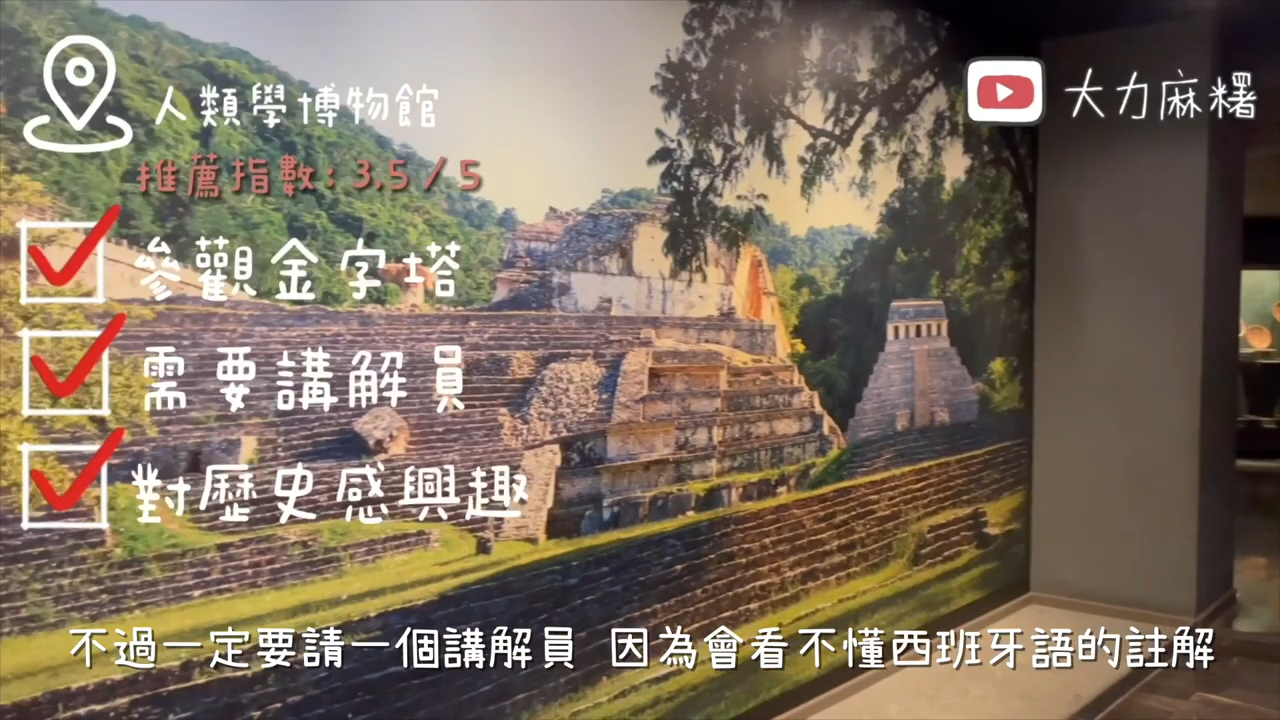 人類學博物館
大力麻糬
推薦指數: 3.5 / 5
參觀金字塔
需要講解員
對歷史感興趣
不過一定要請一個講解員 因為會看不懂西班牙語的註解